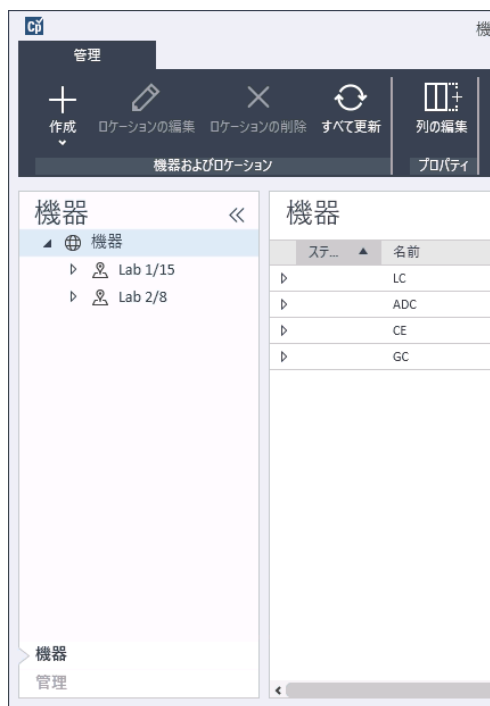 Cp
機
管理
作成
ロケーションの編集
ロケーションの削除
すべて更新
列の編集
機器およびロケーション
プロパティ
機器
機器
Lab 1/15
Lab 2/8
機器
管理
機器
ステ...
名前
LC
ADC
CE
GC